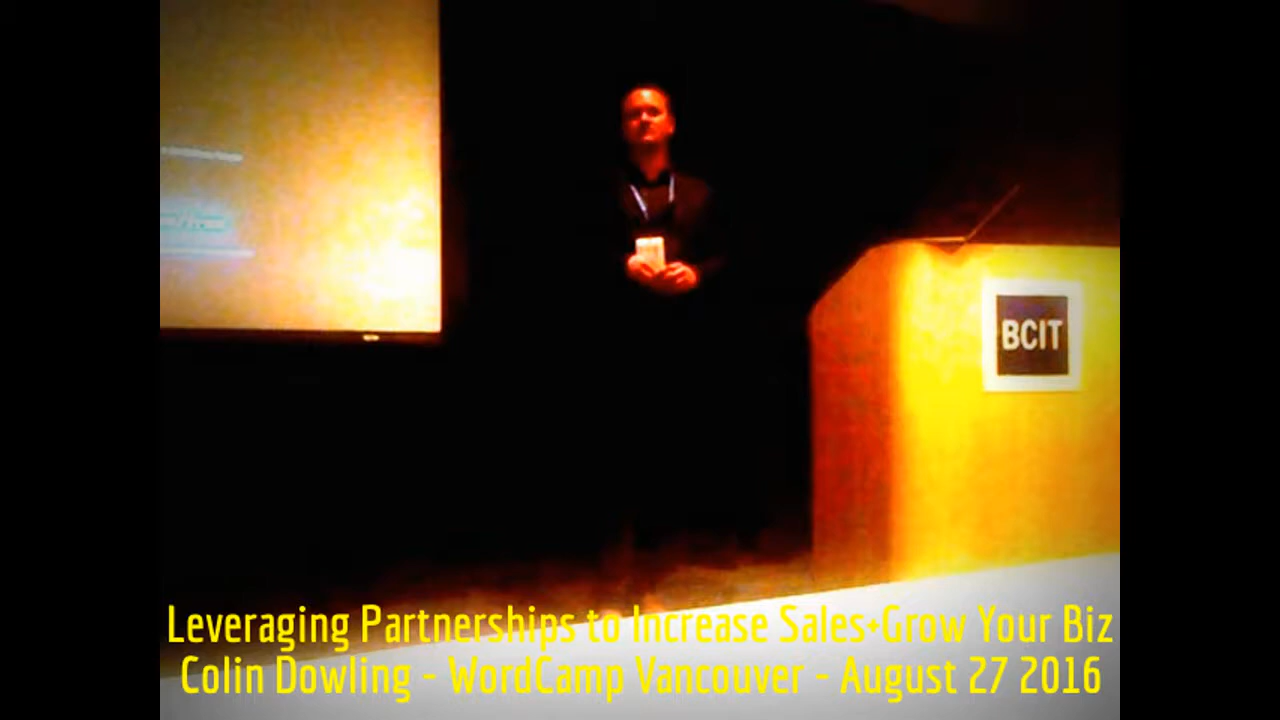 BCIT
Leveraging Partnerships to Increase Sales+Grow Your Biz
Colin Dowling - WordCamp Vancouver - August 27 2016